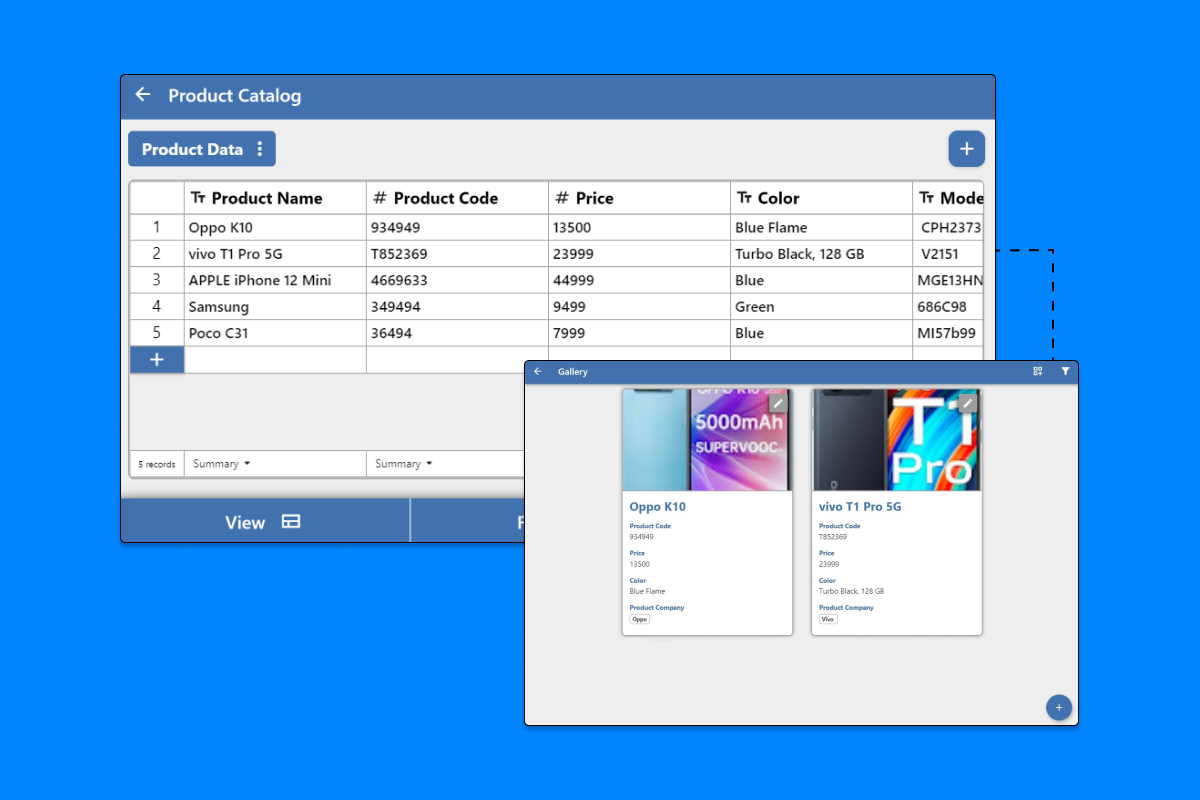 Product Catalog
Product Data
Product Name Product Code Price Color Mode
1 Oppo K10 934949 13500 Blue Flame CPH2373
2 vivo T1 Pro 5G T852369 23999 Turbo Black, 128 GB V2151
3 APPLE iPhone 12 Mini 4669633 44999 Blue MGE13HN
4 Samsung 349494 9499 Green 686C98
5 Poco C31 36494 7999 Blue MI57b99
5 records Summary Summary
View F
Gallery
OPPO K10
5000mAh
SUPERVOOC
T1
Pro
Oppo K10
Product Code
934949
Price
13500
Color
Blue Flame
Product Company
Oppo
vivo T1 Pro 5G
Product Code
T852369
Price
23999
Color
Turbo Black, 128 GB
Product Company
Vivo